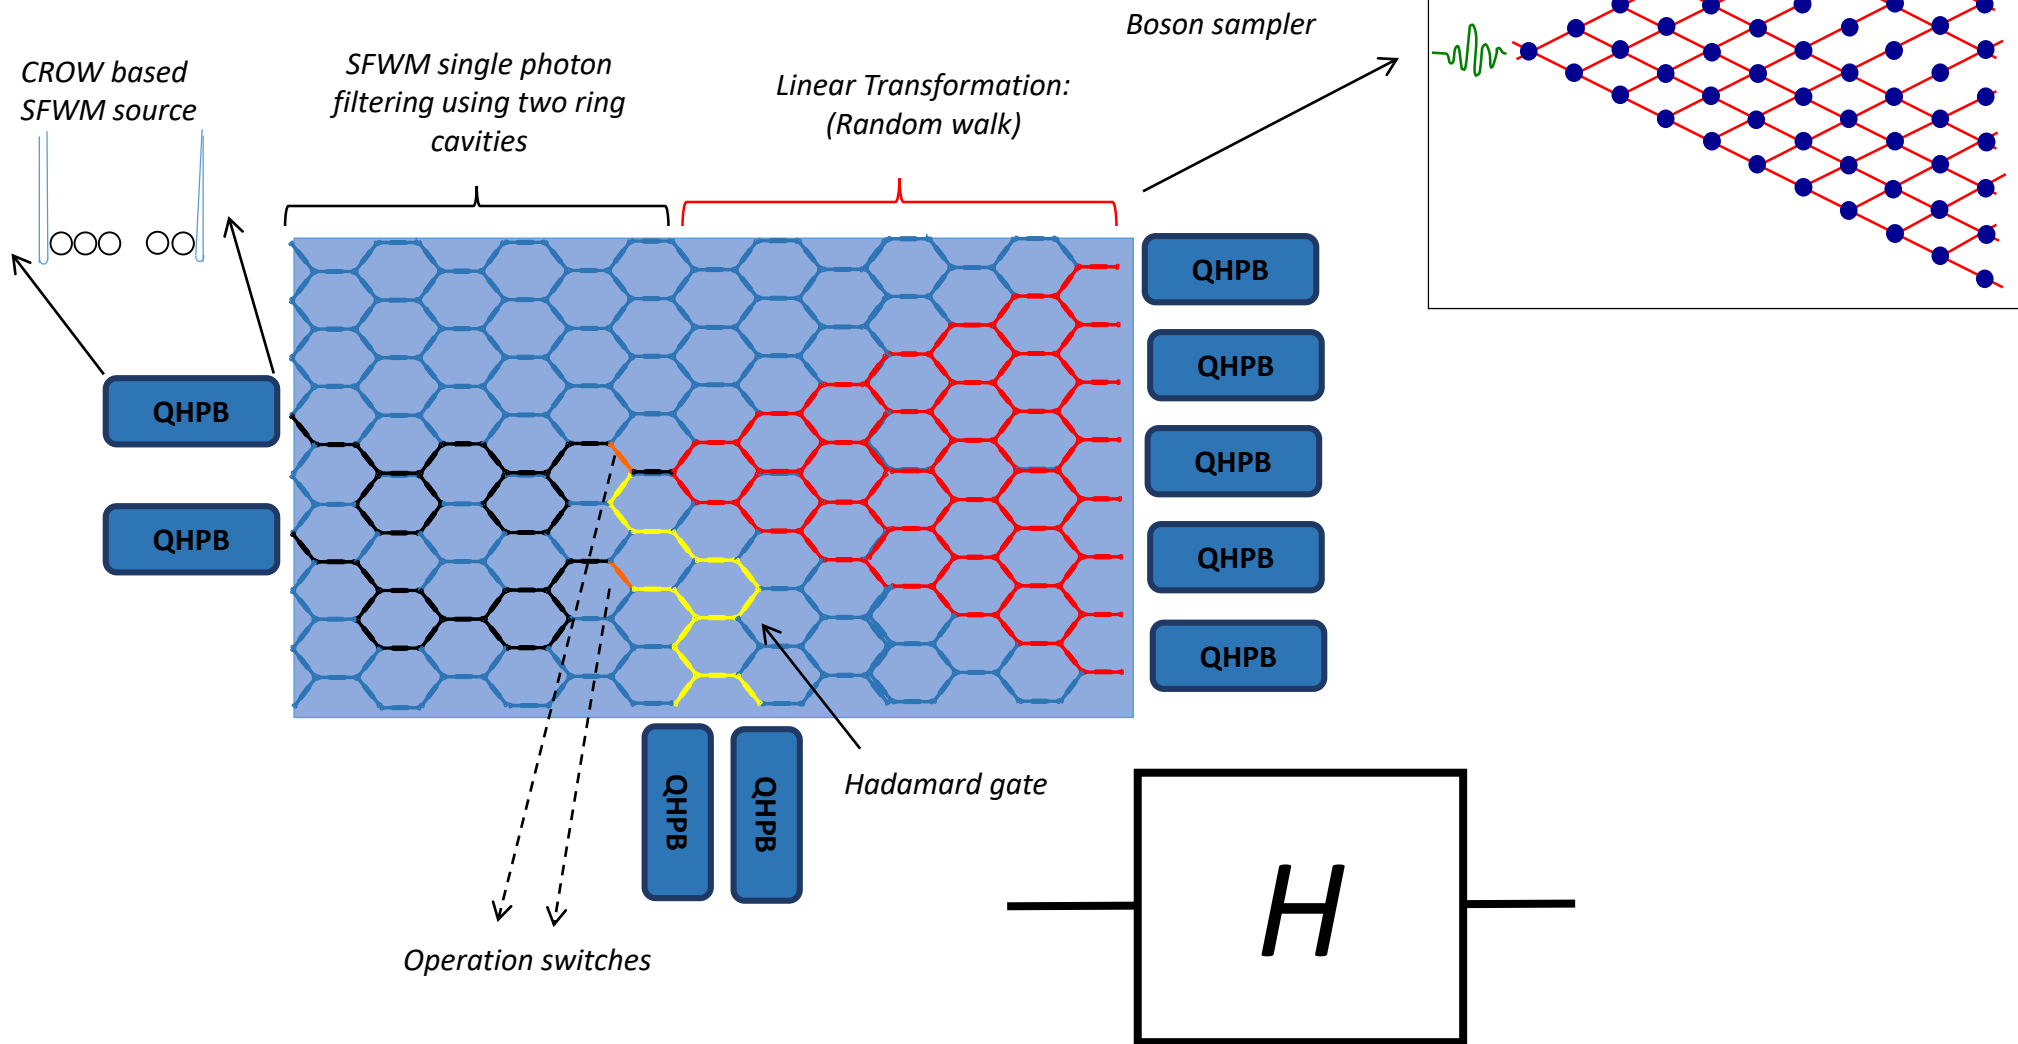 Boson sampler
CROW based
SFWM source
SFWM single photon
filtering using two ring
cavities
Linear Transformation:
(Random walk)
QHPB
QHPB
QHPB
QHPB
QHPB
QHPB
QHPB
QHPB
QHPB
Hadamard gate
Operation switches
H